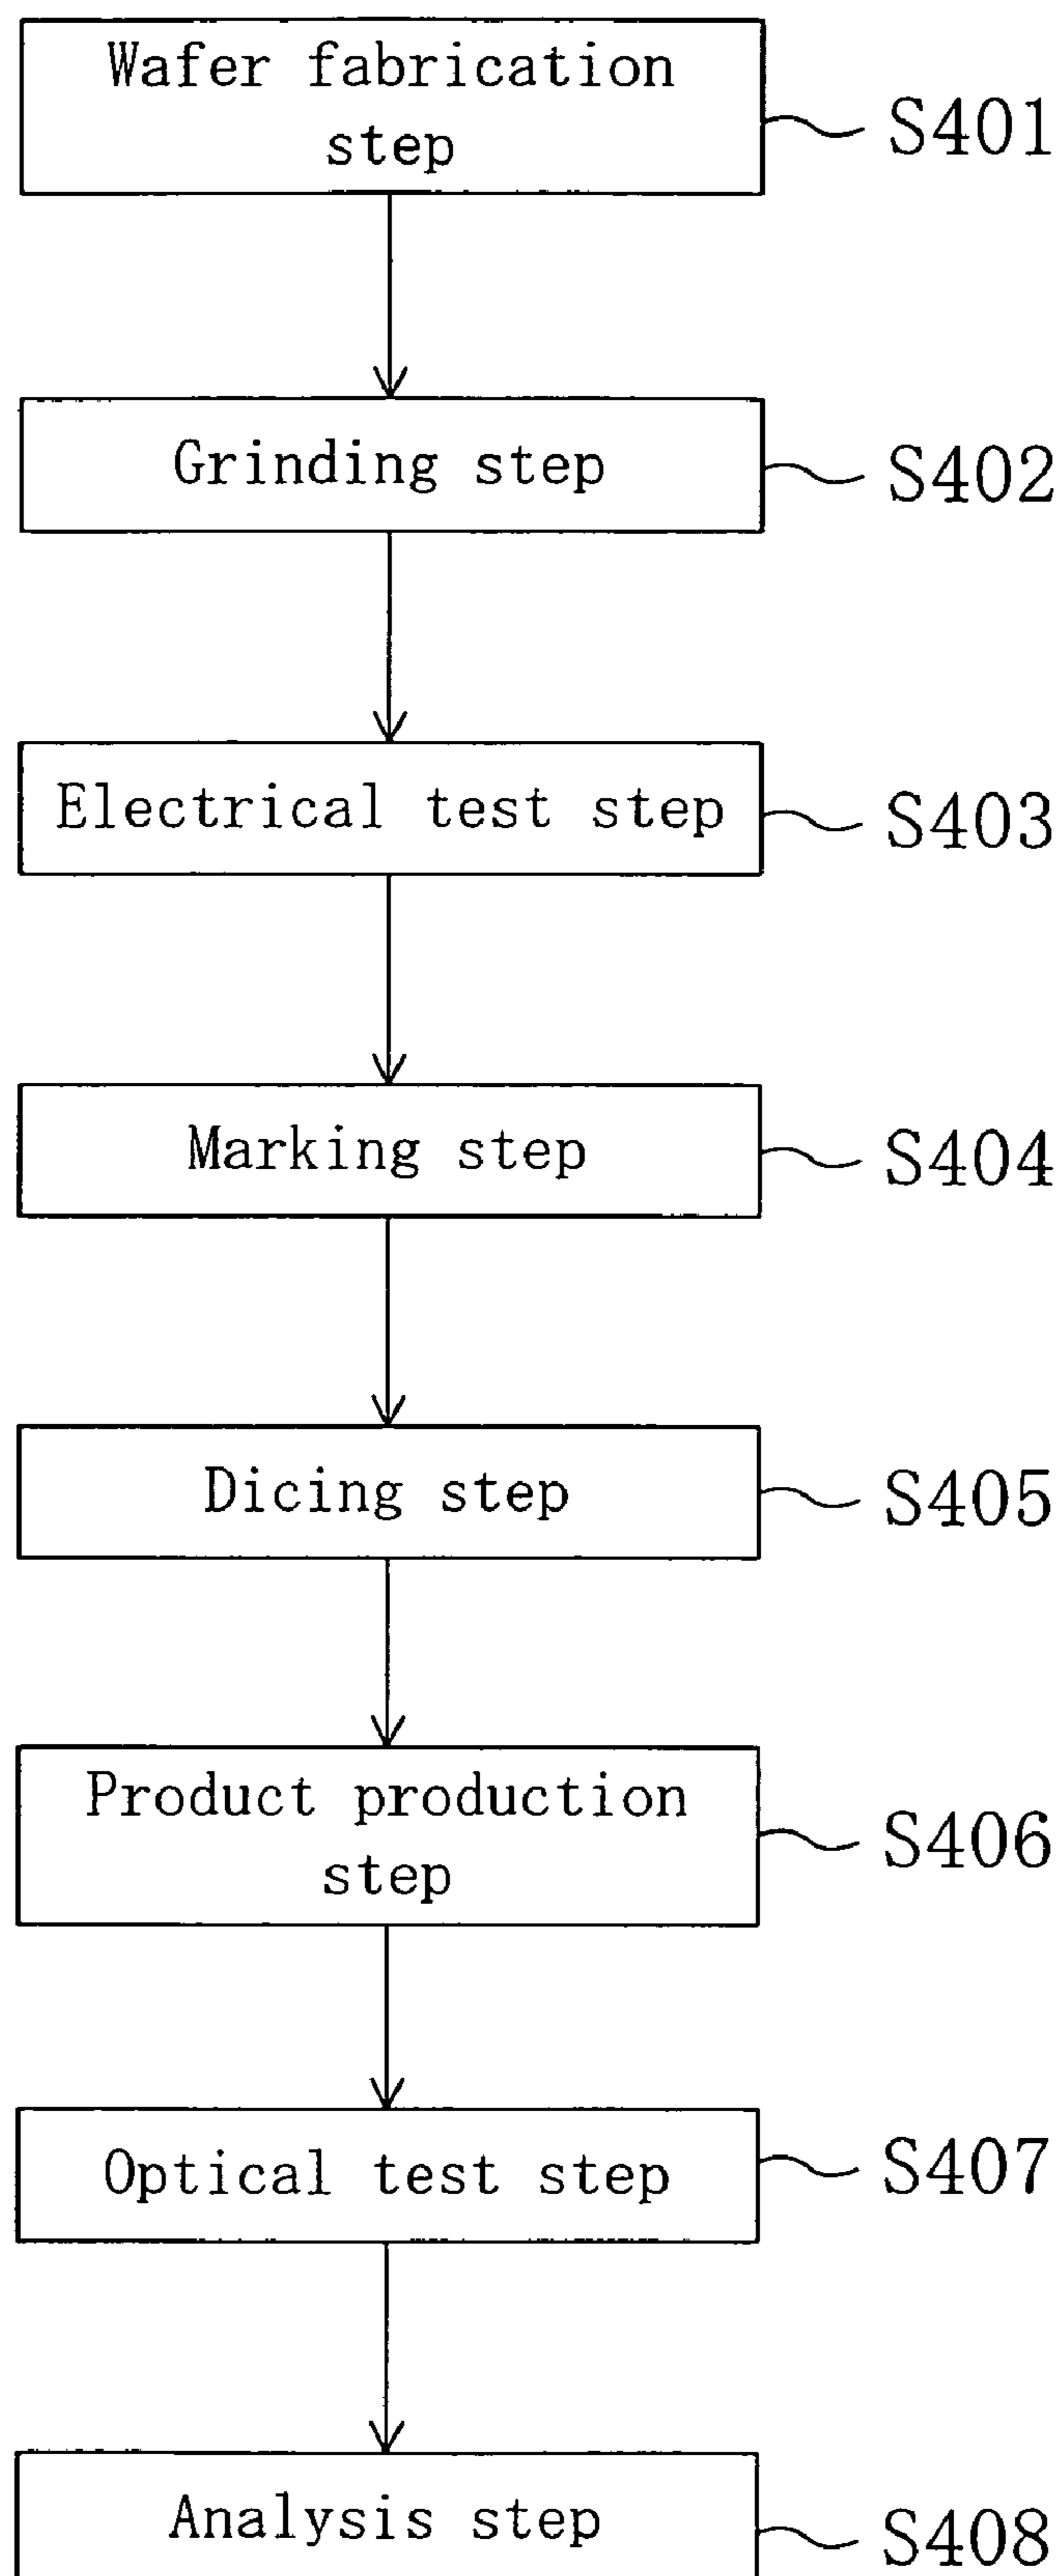 Wafer fabrication
step
S401
Grinding step
S402
Electrical test step
S403
Marking step
S404
Dicing step
S405
Product production
step
S406
Optical test step
S407
Analysis step
S408